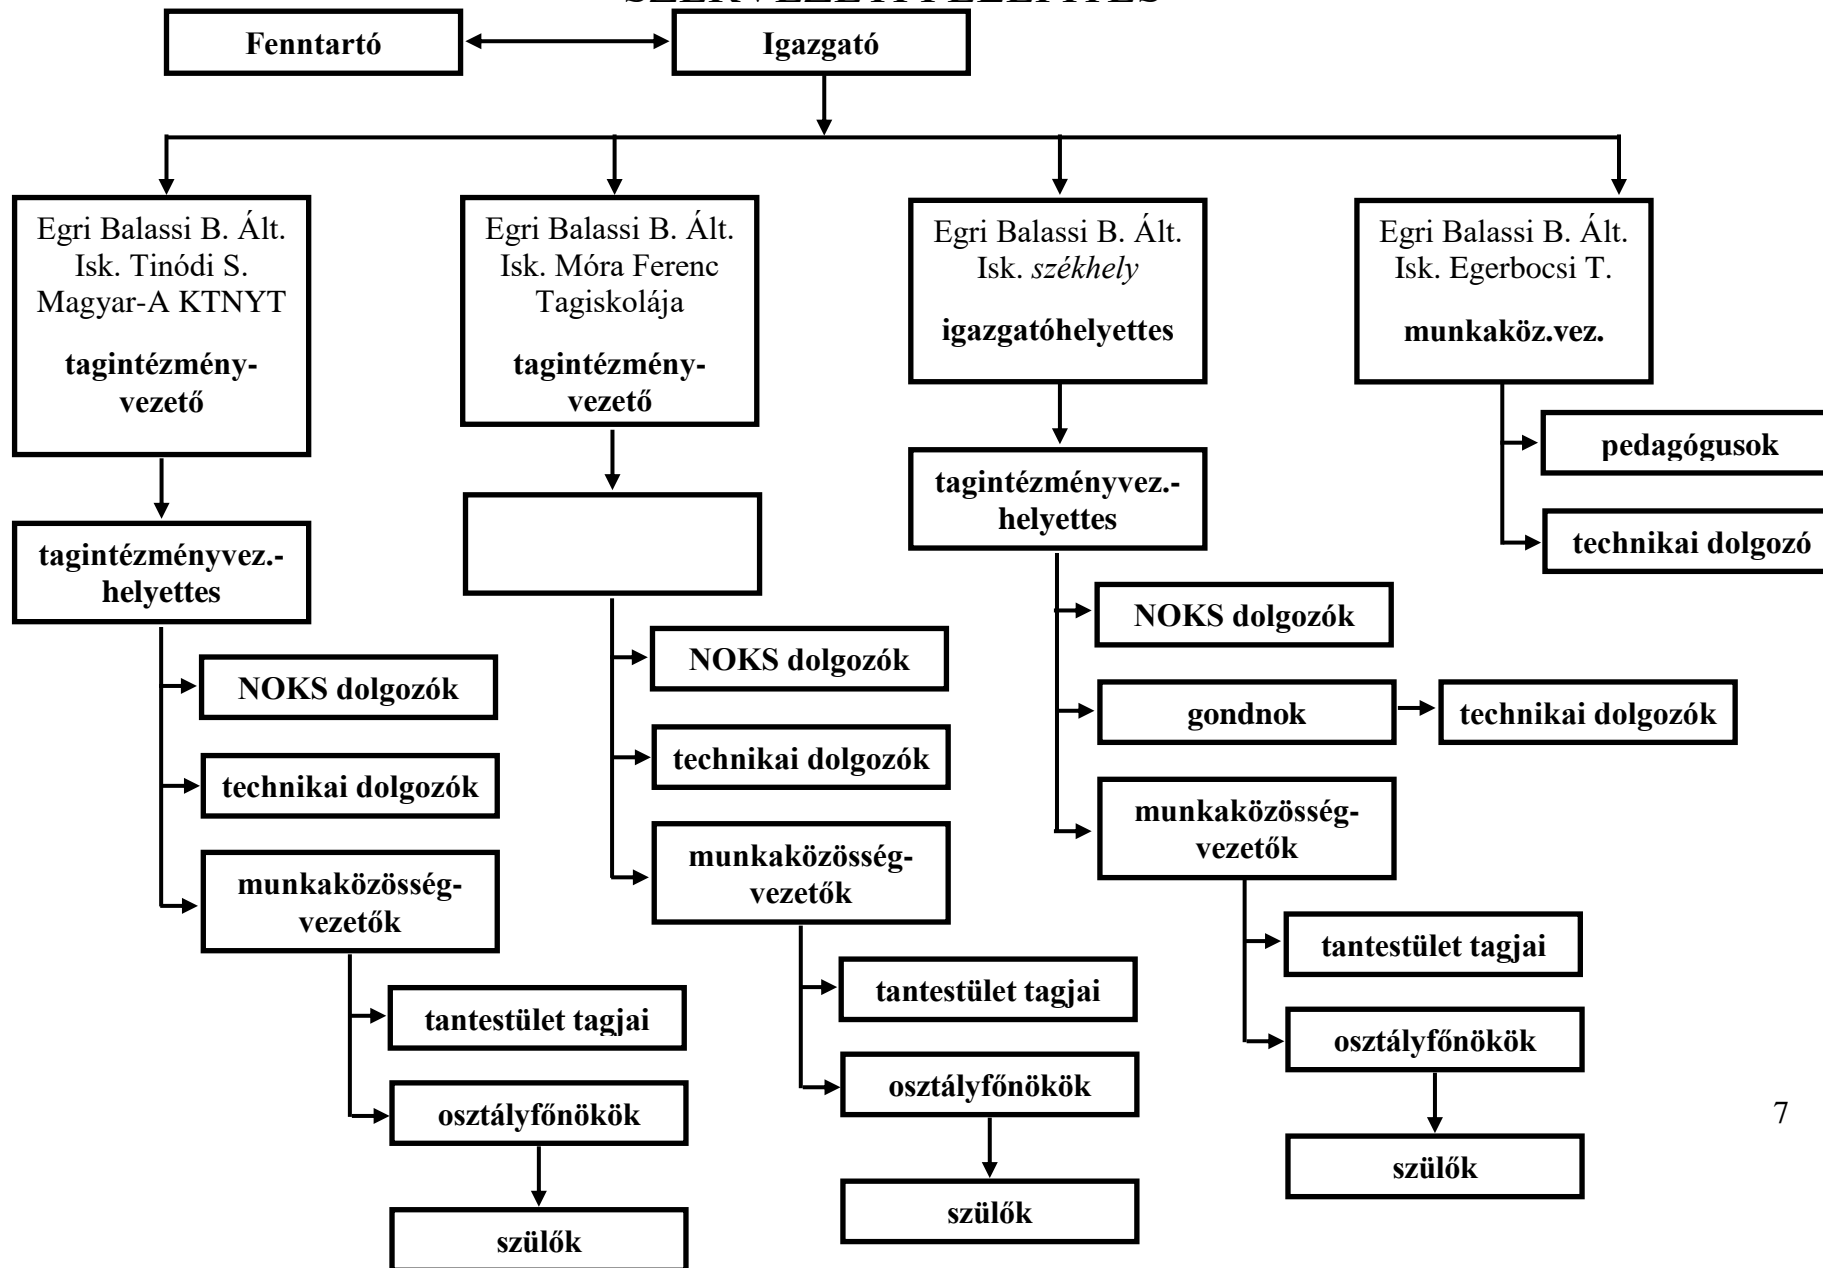 Fenntartó
Igazgató
Egri Balassi B. Ált.
Isk. Tinódi S.
Magyar-A KTNYT
tagintézmény-
vezető
Egri Balassi B. Ált.
Isk. Móra Ferenc
Tagiskolája
tagintézmény-
vezető
Egri Balassi B. Ált.
Isk. székhely
igazgatóhelyettes
Egri Balassi B. Ált.
Isk. Egerbocsi T.
munkaköz.vez.
tagintézményvez.-
helyettes
NOKS dolgozók
technikai dolgozók
munkaközösség-
vezetők
tantestület tagjai
osztályfőnökök
szülők
NOKS dolgozók
technikai dolgozók
munkaközösség-
vezetők
tantestület tagjai
osztályfőnökök
szülők
tagintézményvez.-
helyettes
NOKS dolgozók
gondnok
technikai dolgozók
munkaközösség-
vezetők
tantestület tagjai
osztályfőnökök
szülők
pedagógusok
technikai dolgozó
7